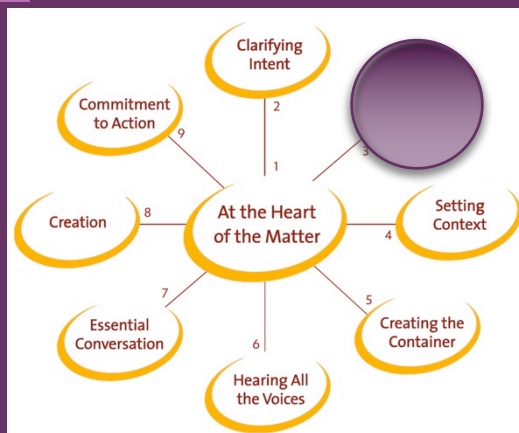 Clarifying
Intent
2
3
Setting
Context
4
5
Creating the
Container
6
Hearing All
the Voices
7
Essential
Conversation
8
Creation
9
Commitment
to Action
1
At the Heart
of the Matter